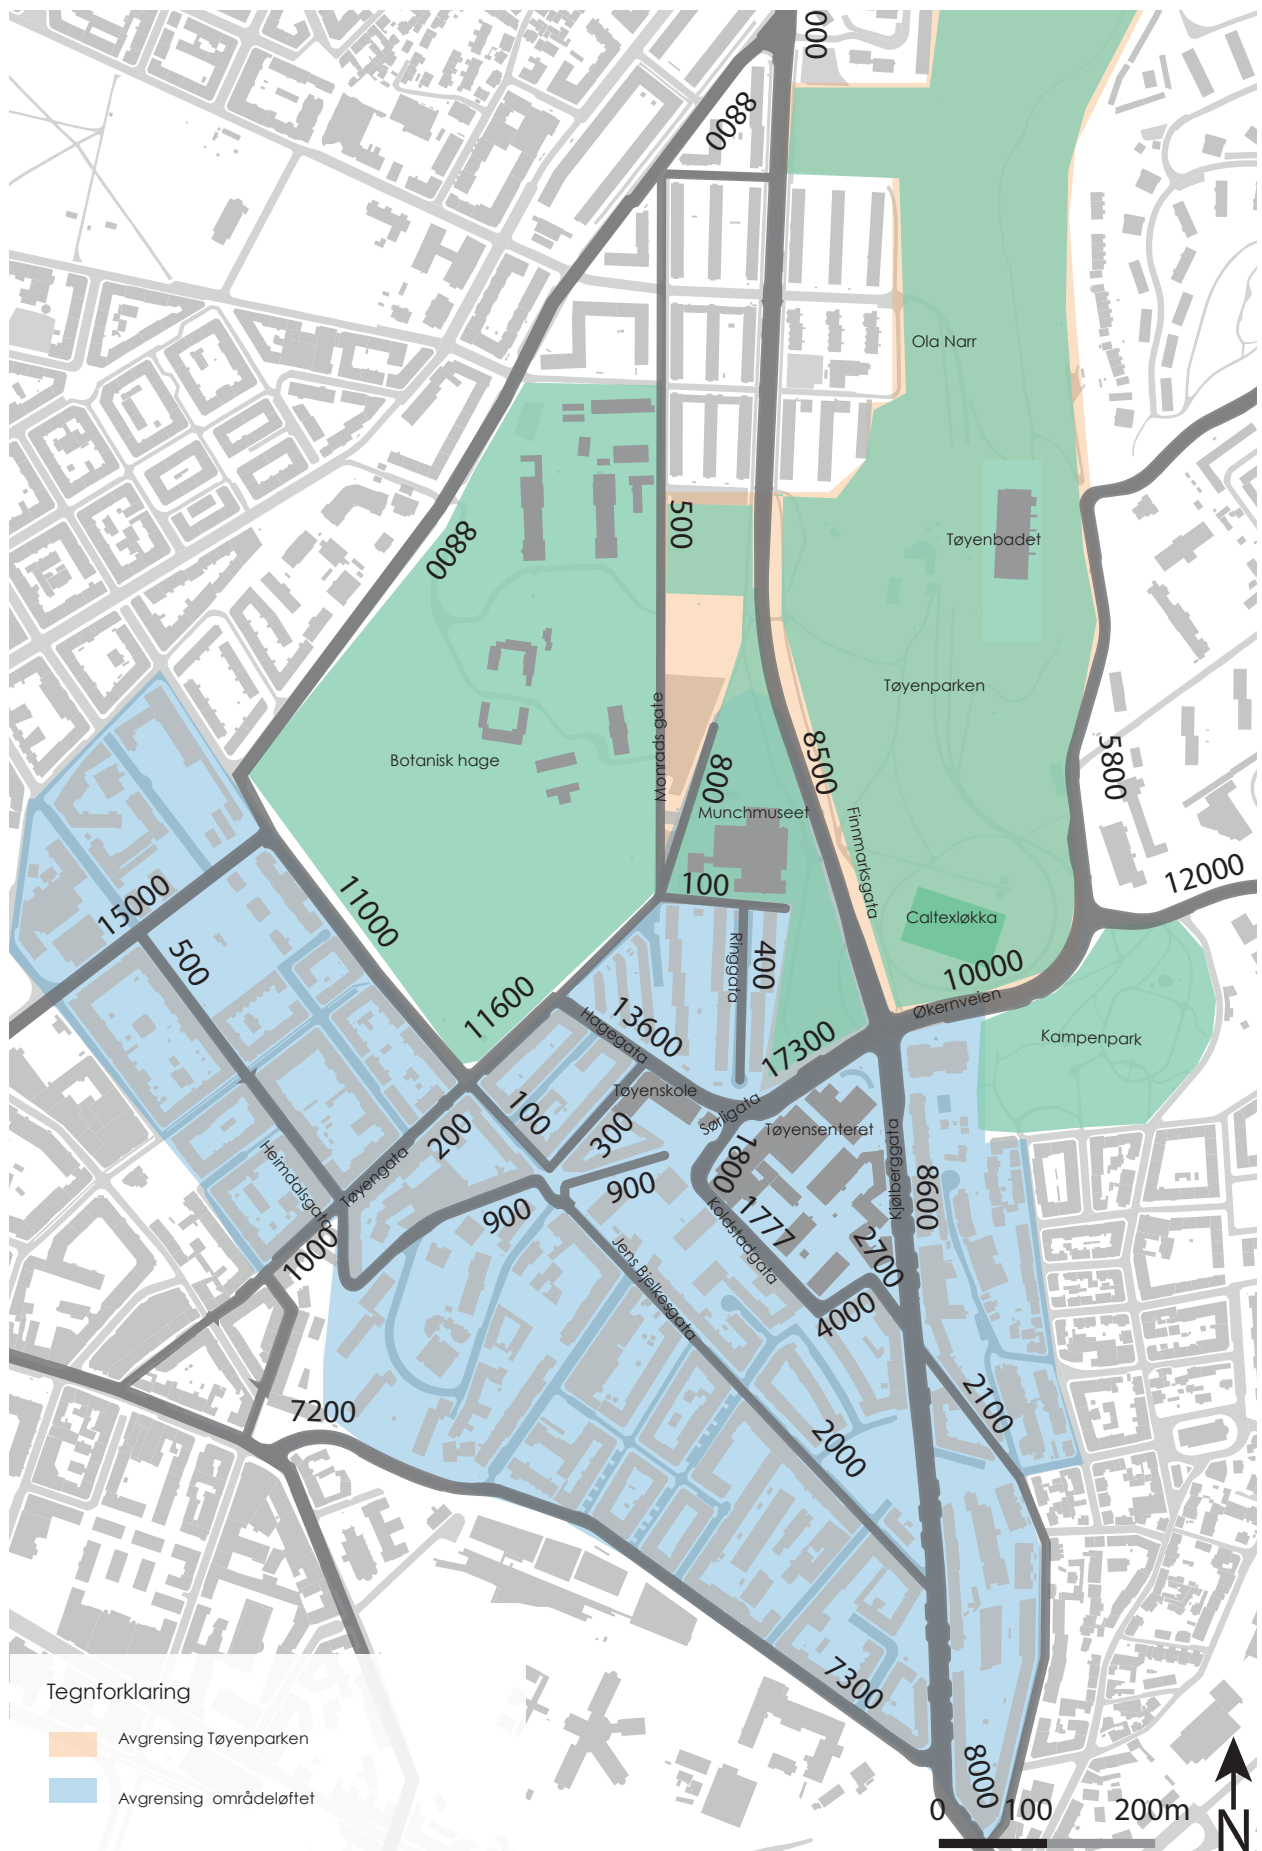 000
8800
Ola Narr
500
8800
Tøyenbadet
Tøyenparken
Monrads gate
8500
5800
Botanisk hage
800
Munchmuseet
Finnmarksgata
12000
100
15000
11000
Caltexløkka
500
Ringgata
400
10000
Økernveien
11600
13600
Hagegata
17300
Kampenpark
Tøyenskole
Sørligata
Tøyensenteret
Kjølberggata
100
300
200
1800
8600
Heimdalsgata
Tøyengata
900
900
Koldstadgata
1777
2700
1000
Jens Bjelkesgata
4000
2100
7200
2000
7300
8000
Tegnforklaring
Avgrensing Tøyenparken
Avgrensing områdeløftet
0 100 200m
N